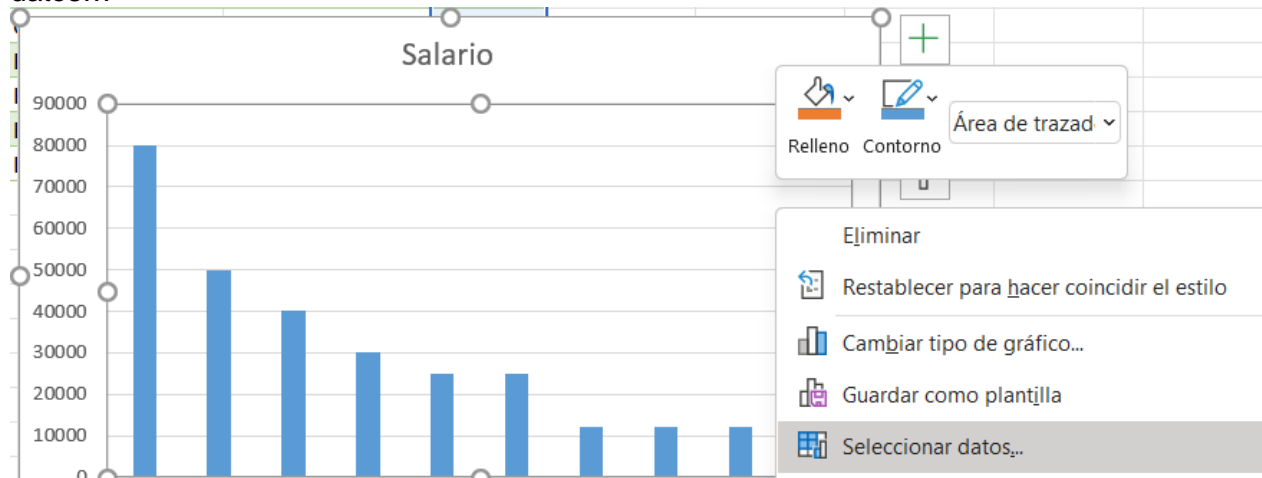 Salario
90000
80000
70000
60000
50000
40000
30000
20000
10000
0
Relleno
Contorno
Área de trazad
Eliminar
Restablecer para hacer coincidir el estilo
Cambiar tipo de gráfico...
Guardar como plantilla
Seleccionar datos...